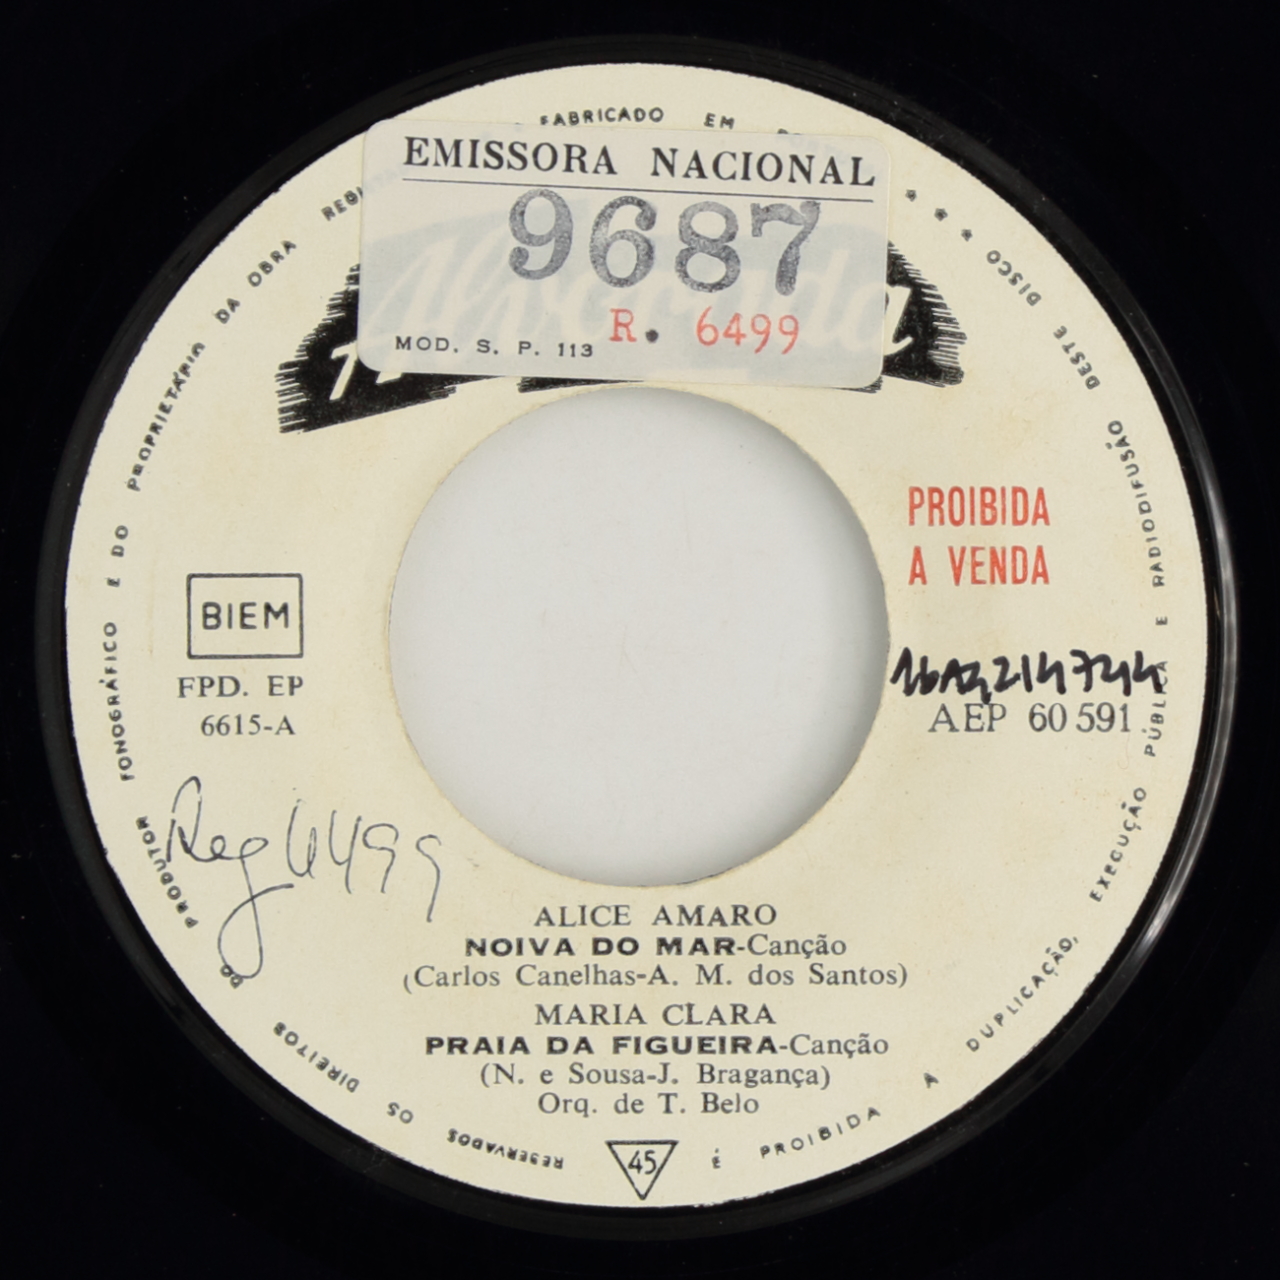 FABRICADO EM
EMISSORA NACIONAL
9687
R. 6499
MOD. S. P. 113
Alvorada
PROIBIDA
A VENDA
BIEM
FPD. EP
6615-A
AEP 60 591
Reg 6499
ALICE AMARO
NOIVA DO MAR-Canção
(Carlos Canelhas-A. M. dos Santos)
MARIA CLARA
PRAIA DA FIGUEIRA-Canção
(N. e Sousa-J. Bragança)
Orq. de T. Belo
45
RESERVADOS OS DIREITOS DO PRODUTOR FONOGRÁFICO E DO PROPRIETÁRIO DA OBRA
É PROIBIDA A DUPLICAÇÃO, EXECUÇÃO PÚBLICA E RADIODIFUSÃO DESTE DISCO